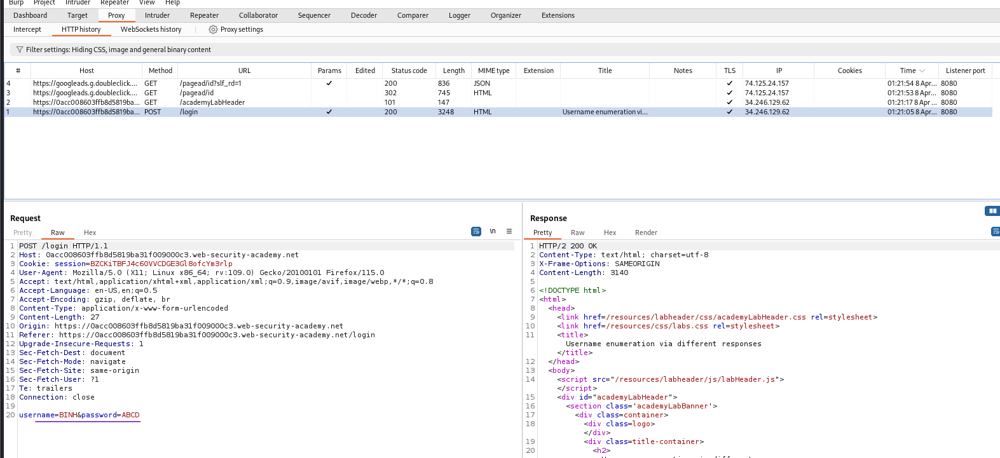 Burp Project Intruder Repeater View Help
Dashboard Target Proxy Intruder Repeater Collaborator Sequencer Decoder Comparer Logger Organizer Extensions
Intercept HTTP history WebSockets history Proxy settings
Filter settings: Hiding CSS, image and general binary content
# Host Method URL Params Edited Status code Length MIME type Extension Title Notes TLS IP Cookies Time Listener port
4 https://googleads.g.doubleclick.... GET /pagead/id?slf_rd=1 ✓ 200 836 JSON ✓ 74.125.24.157 01:21:54 8 Apr... 8080
3 https://googleads.g.doubleclick.... GET /pagead/id 302 745 HTML ✓ 74.125.24.157 01:21:53 8 Apr... 8080
2 https://0acc008603ffb8d5819ba... GET /academyLabHeader 101 147 ✓ 34.246.129.62 01:21:17 8 Apr... 8080
1 https://0acc008603ffb8d5819ba... POST /login ✓ 200 3248 HTML Username enumeration vi... ✓ 34.246.129.62 01:21:05 8 Apr... 8080
Request
Pretty Raw Hex \n
1 POST /login HTTP/1.1
2 Host: 0acc008603ffb8d5819ba31f009000c3.web-security-academy.net
3 Cookie: session=BZCKiTBFJ4c60VVCDGE3Gl8ofcYm3rlp
4 User-Agent: Mozilla/5.0 (X11; Linux x86_64; rv:109.0) Gecko/20100101 Firefox/115.0
5 Accept: text/html,application/xhtml+xml,application/xml;q=0.9,image/avif,image/webp,*/*;q=0.8
6 Accept-Language: en-US,en;q=0.5
7 Accept-Encoding: gzip, deflate, br
8 Content-Type: application/x-www-form-urlencoded
9 Content-Length: 27
10 Origin: https://0acc008603ffb8d5819ba31f009000c3.web-security-academy.net
11 Referer: https://0acc008603ffb8d5819ba31f009000c3.web-security-academy.net/login
12 Upgrade-Insecure-Requests: 1
13 Sec-Fetch-Dest: document
14 Sec-Fetch-Mode: navigate
15 Sec-Fetch-Site: same-origin
16 Sec-Fetch-User: ?1
17 Te: trailers
18 Connection: close
19
20 username=BINH&password=ABCD
Response
Pretty Raw Hex Render
1 HTTP/2 200 OK
2 Content-Type: text/html; charset=utf-8
3 X-Frame-Options: SAMEORIGIN
4 Content-Length: 3140
5
6 <!DOCTYPE html>
7 <html>
8 <head>
9 <link href=/resources/labheader/css/academyLabHeader.css rel=stylesheet>
10 <link href=/resources/css/labs.css rel=stylesheet>
11 <title>
Username enumeration via different responses
</title>
12 </head>
13 <body>
14 <script src="/resources/labheader/js/labHeader.js">
</script>
15 <div id="academyLabHeader">
16 <section class='academyLabBanner'>
17 <div class=container>
18 <div class=logo>
</div>
19 <div class=title-container>
20 <h2>